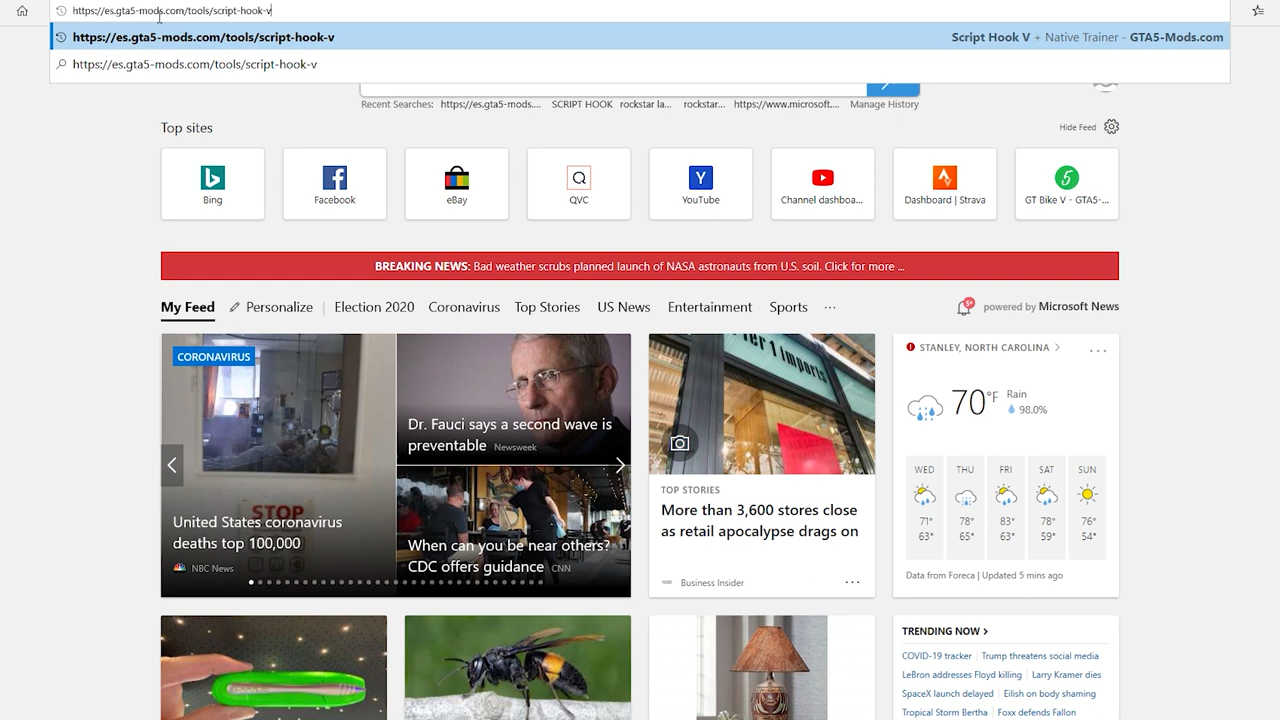 https://es.gta5-mods.com/tools/script-hook-v
https://es.gta5-mods.com/tools/script-hook-v
Script Hook V + Native Trainer - GTA5-Mods.com
https://es.gta5-mods.com/tools/script-hook-v
Recent Searches: https://es.gta5-mods.... SCRIPT HOOK rockstar la... rockstar... https://www.microsoft.... Manage History
Top sites
Hide Feed
Bing
Facebook
eBay
QVC
YouTube
Channel dashboa...
Dashboard | Strava
GT Bike V - GTA5-...
BREAKING NEWS: Bad weather scrubs planned launch of NASA astronauts from U.S. soil. Click for more ...
My Feed Personalize | Election 2020 Coronavirus Top Stories US News Entertainment Sports ...
5+
powered by Microsoft News
CORONAVIRUS
STOP
United States coronavirus
deaths top 100,000
NBC News
Dr. Fauci says a second wave is
preventable Newsweek
When can you be near others?
CDC offers guidance CNN
Pier 1 imports
TOP STORIES
More than 3,600 stores close
as retail apocalypse drags on
Business Insider
STANLEY, NORTH CAROLINA
70°F
Rain
98.0%
WED THU FRI SAT SUN
71° 78° 83° 78° 76°
63° 65° 63° 59° 54°
Data from Foreca | Updated 5 mins ago
TRENDING NOW
COVID-19 tracker Trump threatens social media
LeBron addresses Floyd killing Larry Kramer dies
SpaceX launch delayed Eilish on body shaming
Tropical Storm Bertha Foxx defends Fallon